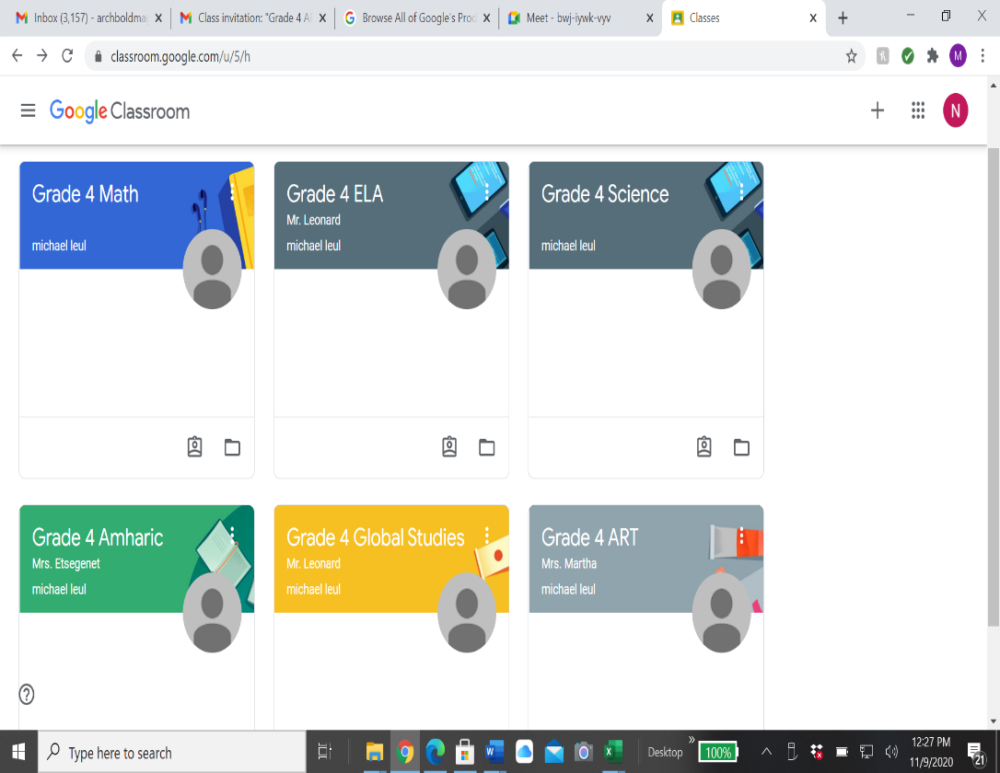 Inbox (3,157) - archboldma
Class invitation: "Grade 4 A
Browse All of Google's Prod
Meet - bwj-iywk-vyv
Classes
classroom.google.com/u/5/h
M
Google Classroom
N
Grade 4 Math
michael leul
Grade 4 ELA
Mr. Leonard
michael leul
Grade 4 Science
michael leul
Grade 4 Amharic
Mrs. Etsegenet
michael leul
Grade 4 Global Studies
Mr. Leonard
michael leul
Grade 4 ART
Mrs. Martha
michael leul
Type here to search
Desktop
100%
12:27 PM
11/9/2020
21